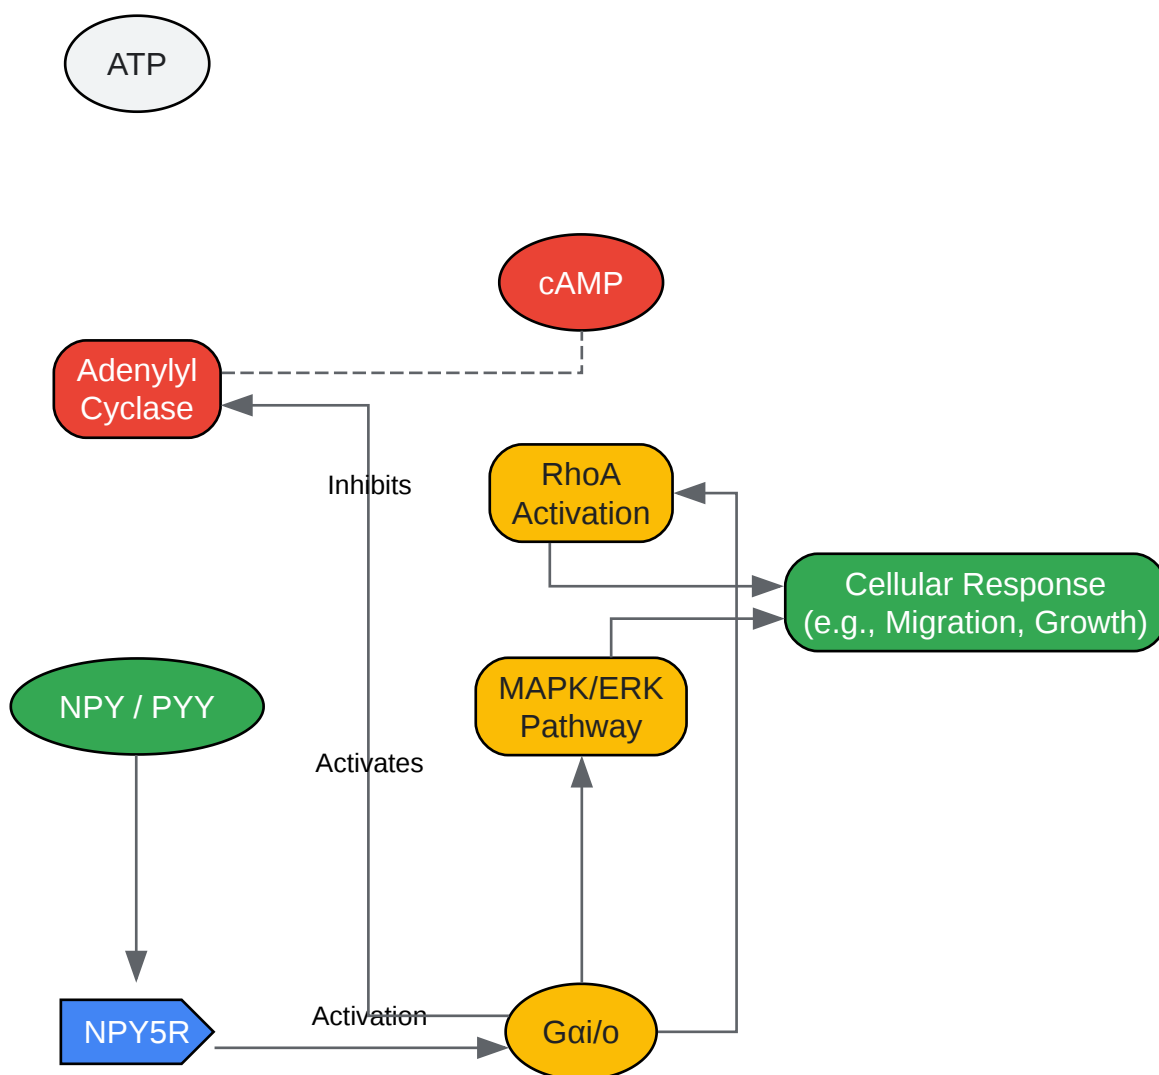 ATP
cAMP
Adenylyl
Cyclase
Inhibits
RhoA
Activation
Cellular Response
(e.g., Migration, Growth)
NPY / PYY
MAPK/ERK
Pathway
Activates
Activation
NPY5R
Gαi/o